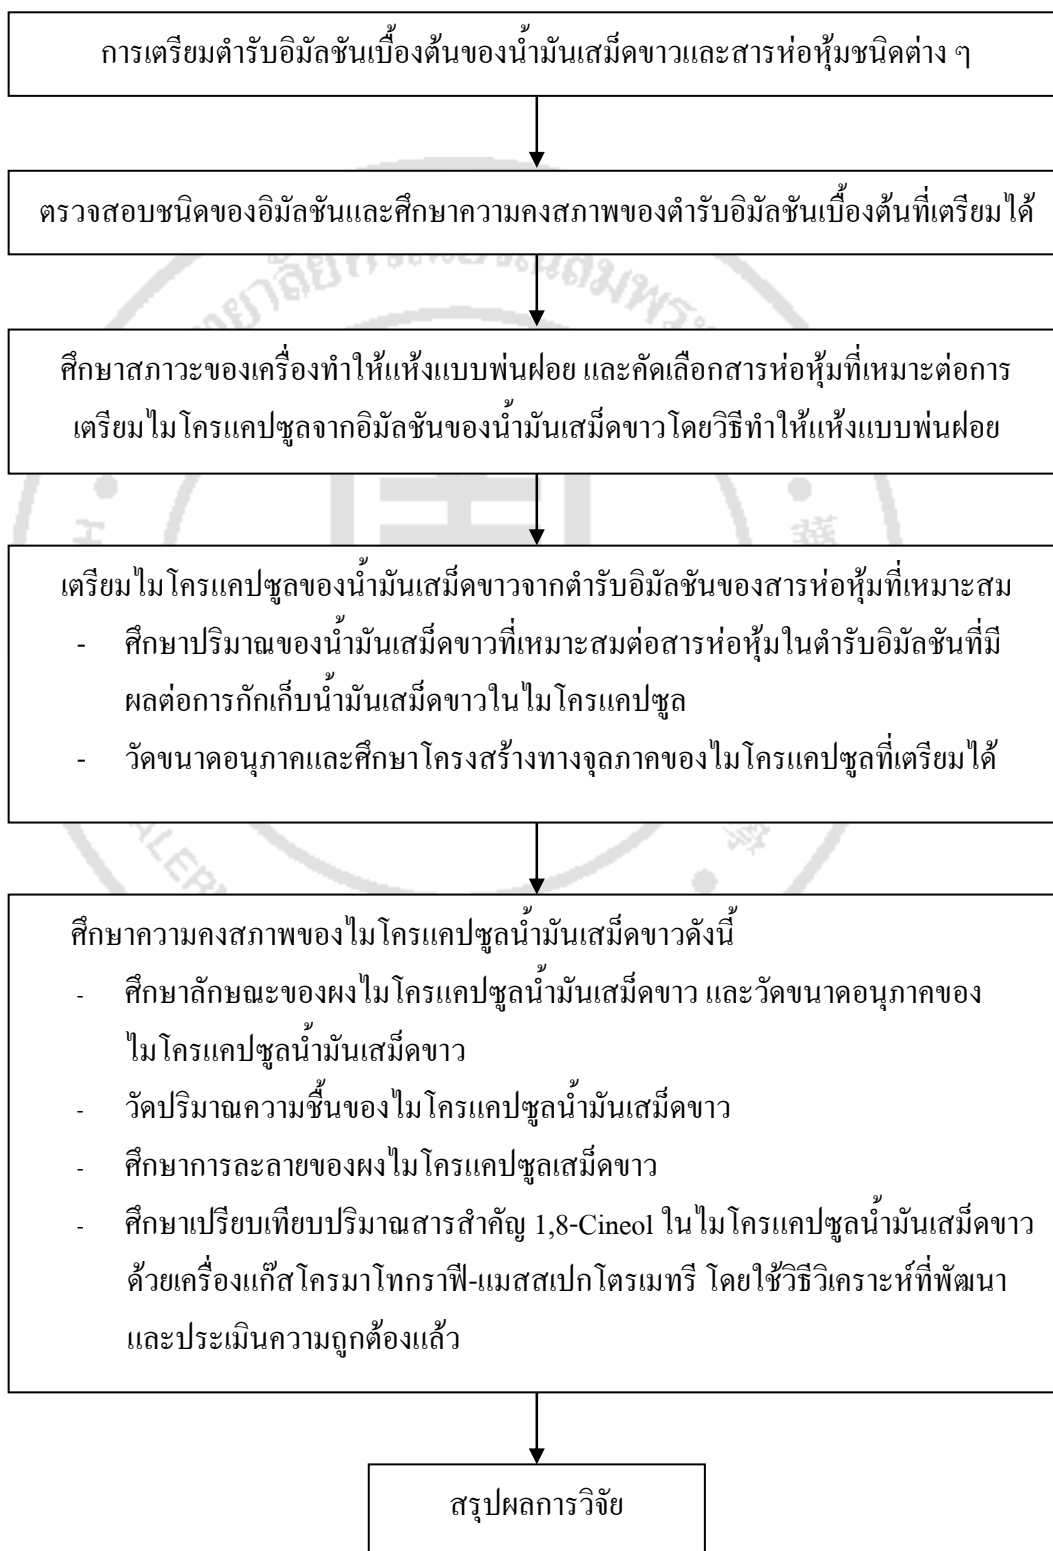 การเตรียมตำรับอิมัลชันเบื้องต้นของน้ำมันเสม็ดขาวและสารห่อหุ้มชนิดต่าง ๆ
ตรวจสอบชนิดของอิมัลชันและศึกษาความคงสภาพของตำรับอิมัลชันเบื้องต้นที่เตรียมได้
ศึกษาสภาวะของเครื่องทำให้แห้งแบบพ่นฝอย และคัดเลือกสารห่อหุ้มที่เหมาะต่อการ
เตรียมไมโครแคปซูลจากอิมัลชันของน้ำมันเสม็ดขาวโดยวิธีทำให้แห้งแบบพ่นฝอย
เตรียมไมโครแคปซูลของน้ำมันเสม็ดขาวจากตำรับอิมัลชันของสารห่อหุ้มที่เหมาะสม
- ศึกษาปริมาณของน้ำมันเสม็ดขาวที่เหมาะสมต่อสารห่อหุ้มในตำรับอิมัลชันที่มี
ผลต่อการกักเก็บน้ำมันเสม็ดขาวในไมโครแคปซูล
- วัดขนาดอนุภาคและศึกษาโครงสร้างทางจุลภาคของไมโครแคปซูลที่เตรียมได้
ศึกษาความคงสภาพของไมโครแคปซูลน้ำมันเสม็ดขาวดังนี้
- ศึกษาลักษณะของผงไมโครแคปซูลน้ำมันเสม็ดขาว และวัดขนาดอนุภาคของ
ไมโครแคปซูลน้ำมันเสม็ดขาว
- วัดปริมาณความชื้นของไมโครแคปซูลน้ำมันเสม็ดขาว
- ศึกษาการละลายของผงไมโครแคปซูลเสม็ดขาว
- ศึกษาเปรียบเทียบปริมาณสารสำคัญ 1,8-Cineol ในไมโครแคปซูลน้ำมันเสม็ดขาว
ด้วยเครื่องแก๊สโครมาโทกราฟี-แมสสเปกโตรเมทรี โดยใช้วิธีวิเคราะห์ที่พัฒนา
และประเมินความถูกต้องแล้ว
สรุปผลการวิจัย